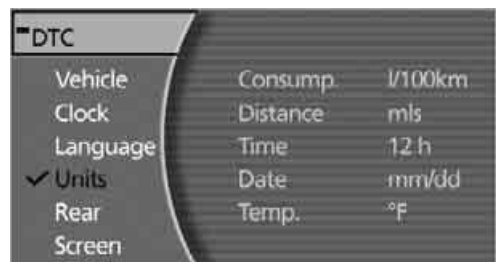 DTC
Vehicle Consump. l/100km
Clock Distance mls
Language Time 12 h
✓ Units Date mm/dd
Rear Temp. °F
Screen